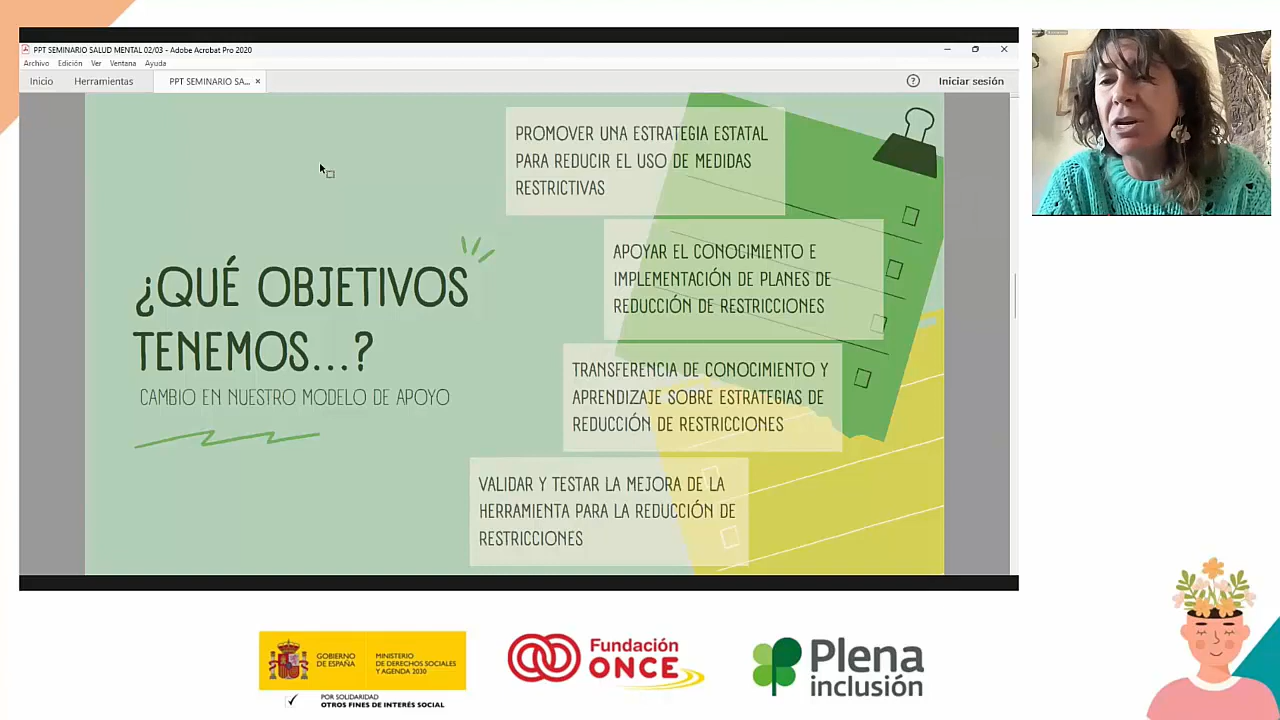 PPT SEMINARIO SALUD MENTAL 02/03 - Adobe Acrobat Pro 2020
Archivo Edición Ver Ventana Ayuda
Inicio Herramientas PPT SEMINARIO SA... × ? Iniciar sesión
PROMOVER UNA ESTRATEGIA ESTATAL
PARA REDUCIR EL USO DE MEDIDAS
RESTRICTIVAS
APOYAR EL CONOCIMIENTO E
IMPLEMENTACIÓN DE PLANES DE
REDUCCIÓN DE RESTRICCIONES
¿QUÉ OBJETIVOS
TENEMOS...?
CAMBIO EN NUESTRO MODELO DE APOYO
TRANSFERENCIA DE CONOCIMIENTO Y
APRENDIZAJE SOBRE ESTRATEGIAS DE
REDUCCIÓN DE RESTRICCIONES
VALIDAR Y TESTAR LA MEJORA DE LA
HERRAMIENTA PARA LA REDUCCIÓN DE
RESTRICCIONES
GOBIERNO
DE ESPAÑA
MINISTERIO
DE DERECHOS SOCIALES
Y AGENDA 2030
POR SOLIDARIDAD
OTROS FINES DE INTERÉS SOCIAL
Fundación
ONCE
Plena
inclusión